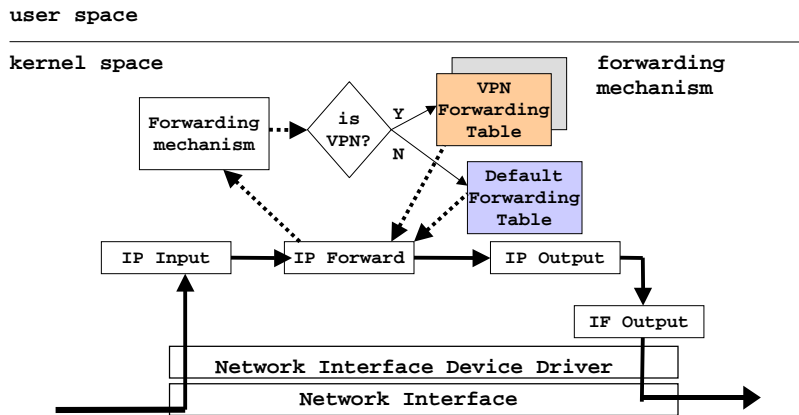 user space
kernel space
forwarding
mechanism
VPN
Forwarding
Table
Y
is
VPN?
N
Forwarding
mechanism
Default
Forwarding
Table
IP Input
IP Forward
IP Output
IF Output
Network Interface Device Driver
Network Interface